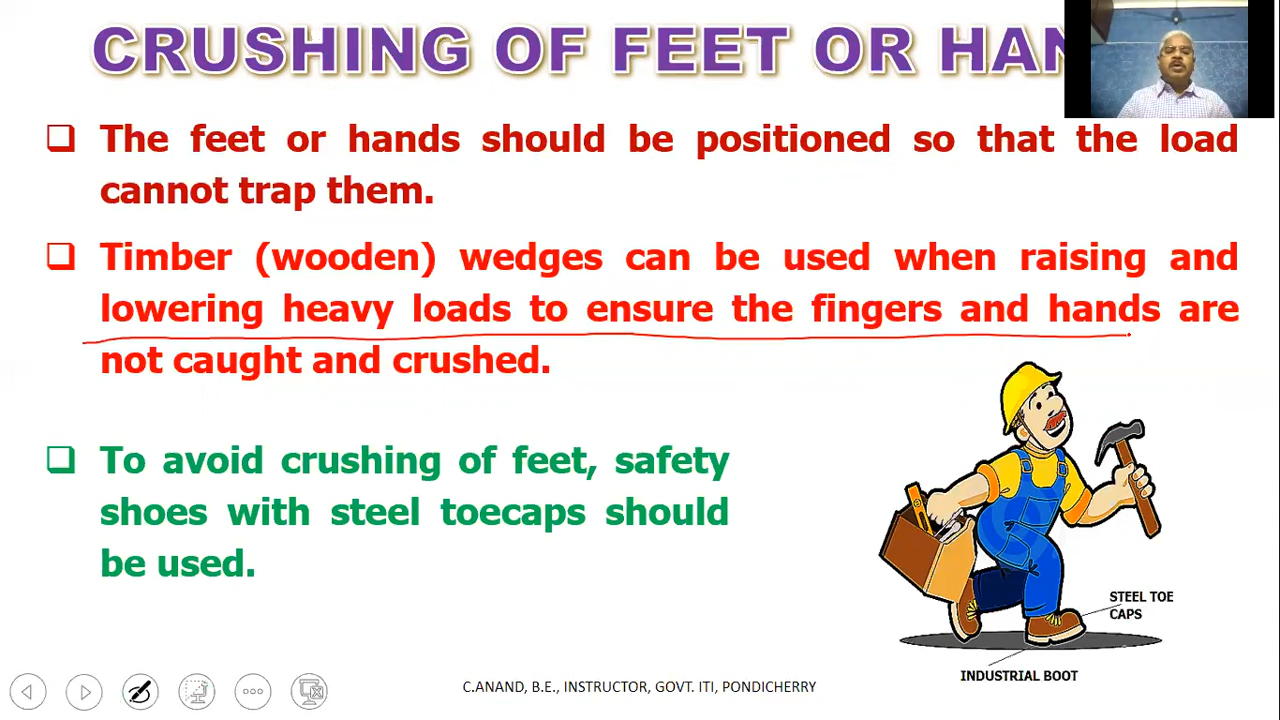 CRUSHING OF FEET OR HAN
The feet or hands should be positioned so that the load
cannot trap them.
Timber (wooden) wedges can be used when raising and
lowering heavy loads to ensure the fingers and hands are
not caught and crushed.
To avoid crushing of feet, safety
shoes with steel toecaps should
be used.
STEEL TOE
CAPS
INDUSTRIAL BOOT
C.ANAND, B.E., INSTRUCTOR, GOVT. ITI, PONDICHERRY